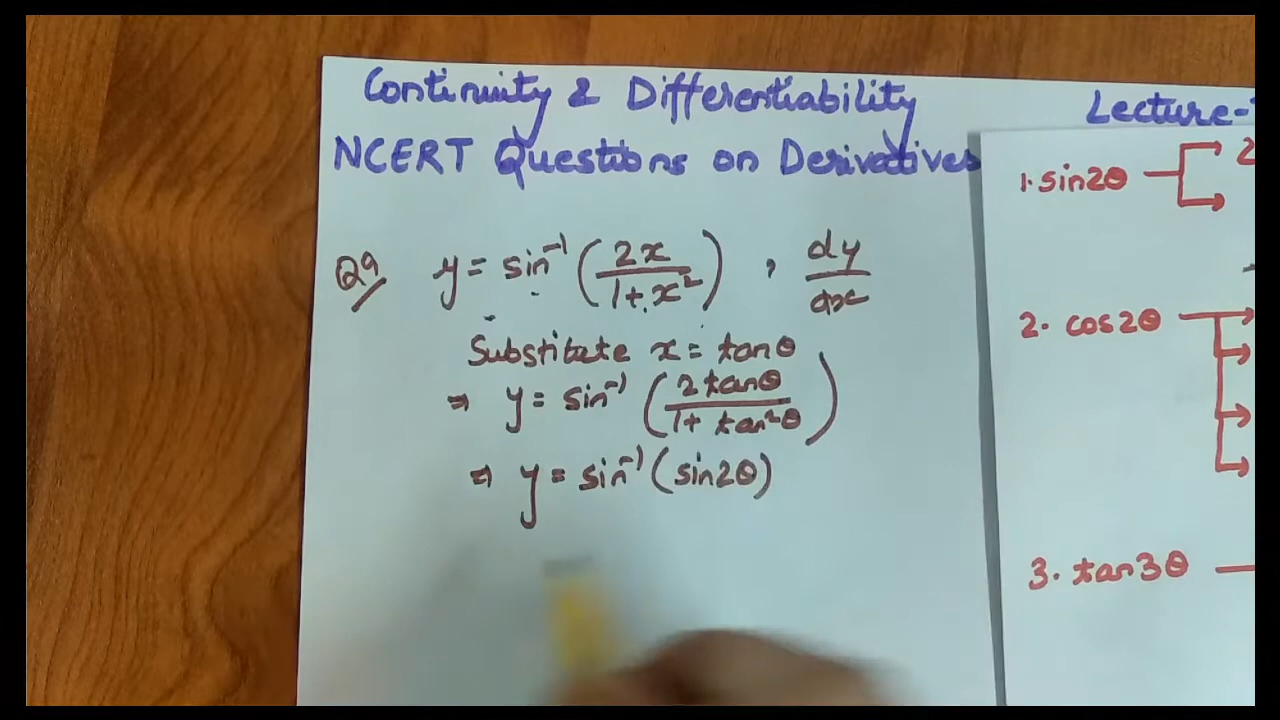 Continuity & Differentiability
Lecture-
NCERT Questions on Derivatives
Q9 y = sin⁻¹ (2x / 1+x²) , dy/dx
Substitute x = tanθ
⇒ y = sin⁻¹ (2tanθ / 1+tan²θ)
⇒ y = sin⁻¹ (sin2θ)
1. sin2θ
2. cos2θ
3. tan3θ